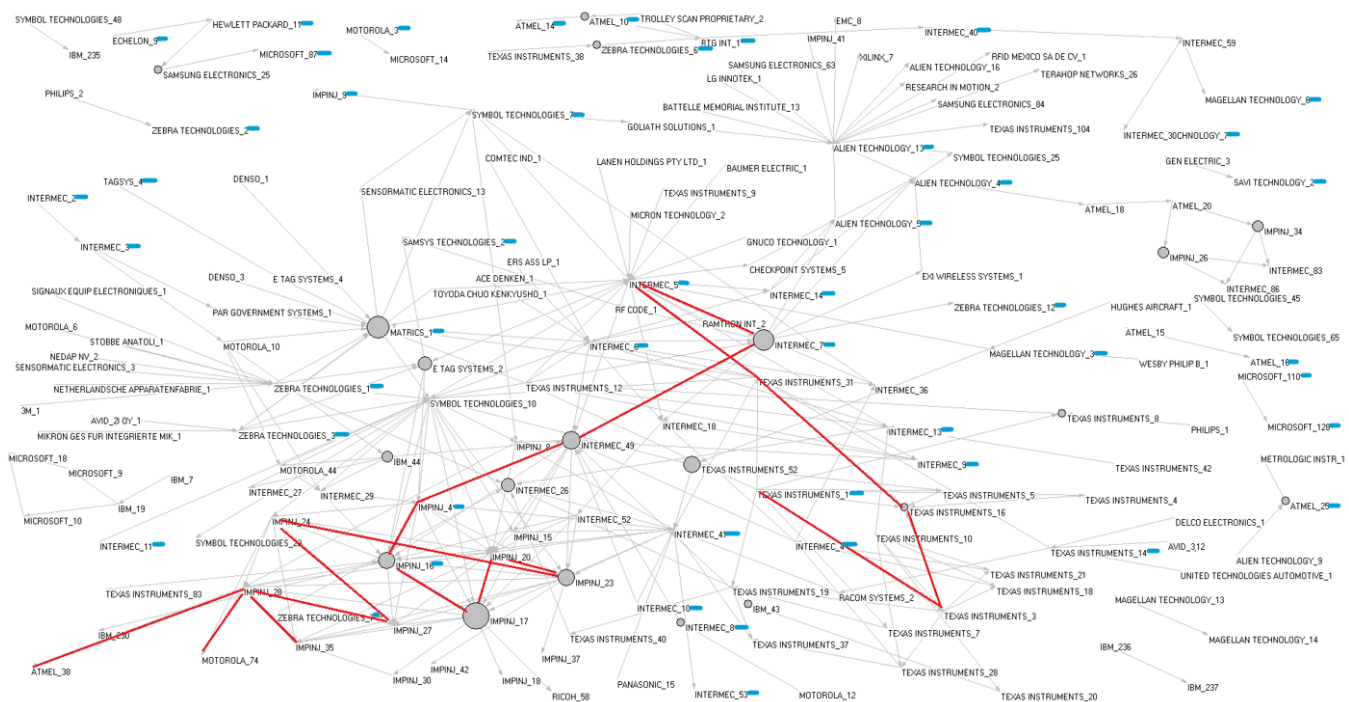 SYMBOL TECHNOLOGIES_48
HEWLETT PACKARD_11
ECHELON_9
IBM_235
MICROSOFT_87
SAMSUNG ELECTRONICS_25
MOTOROLA_3
MICROSOFT_14
ATMEL_14
ATMEL_10
TROLLEY SCAN PROPRIETARY_2
RTG INT_1
TEXAS INSTRUMENTS_38
ZEBRA TECHNOLOGIES_6
EMC_8
IMPINJ_41
INTERMEC_40
INTERMEC_59
SAMSUNG ELECTRONICS_63
XILINX_7
RFID MEXICO SA DE CV_1
ALIEN TECHNOLOGY_16
TERAHOP NETWORKS_26
LG INNOTEK_1
RESEARCH IN MOTION_2
PHILIPS_2
IMPINJ_9
BATTELLE MEMORIAL INSTITUTE_13
SAMSUNG ELECTRONICS_84
MAGELLAN TECHNOLOGY_6
SYMBOL TECHNOLOGIES_7
GOLIATH SOLUTIONS_1
TEXAS INSTRUMENTS_104
ZEBRA TECHNOLOGIES_2
INTERMEC_30CHNOLOGY_7
ALIEN TECHNOLOGY_13
COMTEC IND_1
LANEN HOLDINGS PTY LTD_1
BAUMER ELECTRIC_1
SYMBOL TECHNOLOGIES_25
GEN ELECTRIC_3
TAGSYS_4
DENSO_1
SENSORMATIC ELECTRONICS_13
TEXAS INSTRUMENTS_9
ALIEN TECHNOLOGY_4
SAVI TECHNOLOGY_2
INTERMEC_2
MICRON TECHNOLOGY_2
ALIEN TECHNOLOGY_5
ATMEL_18
ATMEL_20
IMPINJ_34
INTERMEC_3
SAMSYS TECHNOLOGIES_2
GNUCO TECHNOLOGY_1
ERS ASS LP_1
IMPINJ_26
INTERMEC_83
DENSO_3
E TAG SYSTEMS_4
ACE DENKEN_1
CHECKPOINT SYSTEMS_5
EXI WIRELESS SYSTEMS_1
INTERMEC_5
INTERMEC_86
SIGNAUX EQUIP ELECTRONIQUES_1
TOYODA CHUO KENKYUSHO_1
INTERMEC_14
SYMBOL TECHNOLOGIES_45
ZEBRA TECHNOLOGIES_12
HUGHES AIRCRAFT_1
PAR GOVERNMENT SYSTEMS_1
RF CODE_1
RAMTRON INT_2
MOTOROLA_6
MATRICS_1
ATMEL_15
SYMBOL TECHNOLOGIES_65
STOBBE ANATOLI_1
MOTOROLA_10
INTERMEC_6
INTERMEC_7
NEDAP NV_2
MAGELLAN TECHNOLOGY_3
WESBY PHILIP B_1
ATMEL_16
SENSORMATIC ELECTRONICS_3
E TAG SYSTEMS_2
MICROSOFT_110
NETHERLANDSCHE APPARATENFABRIE_1
ZEBRA TECHNOLOGIES_1
TEXAS INSTRUMENTS_12
TEXAS INSTRUMENTS_31
INTERMEC_36
SYMBOL TECHNOLOGIES_10
3M_1
TEXAS INSTRUMENTS_8
PHILIPS_1
MICROSOFT_128
INTERMEC_18
INTERMEC_13
MIKRON GES FUR INTEGRIERTE MIK_1
ZEBRA TECHNOLOGIES_3
IMPINJ_8
INTERMEC_49
MICROSOFT_18
IBM_44
INTERMEC_9
TEXAS INSTRUMENTS_42
METROLOGIC INSTR_1
MICROSOFT_9
MOTOROLA_44
TEXAS INSTRUMENTS_52
IBM_7
INTERMEC_27
INTERMEC_29
INTERMEC_26
TEXAS INSTRUMENTS_1
TEXAS INSTRUMENTS_5
TEXAS INSTRUMENTS_4
IBM_19
IMPINJ_4
ATMEL_25
TEXAS INSTRUMENTS_16
MICROSOFT_10
IMPINJ_24
INTERMEC_52
DELCO ELECTRONICS_1
IMPINJ_15
INTERMEC_41
TEXAS INSTRUMENTS_10
INTERMEC_11
INTERMEC_4
TEXAS INSTRUMENTS_14
IMPINJ_20
ALIEN TECHNOLOGY_9
IMPINJ_16
TEXAS INSTRUMENTS_21
UNITED TECHNOLOGIES AUTOMOTIVE_1
IMPINJ_23
TEXAS INSTRUMENTS_83
IMPINJ_28
TEXAS INSTRUMENTS_19
TEXAS INSTRUMENTS_18
RACOM SYSTEMS_2
MAGELLAN TECHNOLOGY_13
INTERMEC_10
IBM_43
TEXAS INSTRUMENTS_3
IMPINJ_27
IMPINJ_17
INTERMEC_8
TEXAS INSTRUMENTS_7
TEXAS INSTRUMENTS_40
TEXAS INSTRUMENTS_37
MAGELLAN TECHNOLOGY_14
IMPINJ_35
IBM_236
MOTOROLA_74
IMPINJ_37
ATMEL_38
IMPINJ_42
TEXAS INSTRUMENTS_28
IMPINJ_30
IMPINJ_18
PANASONIC_15
IBM_237
RICOH_58
INTERMEC_53
MOTOROLA_12
TEXAS INSTRUMENTS_20